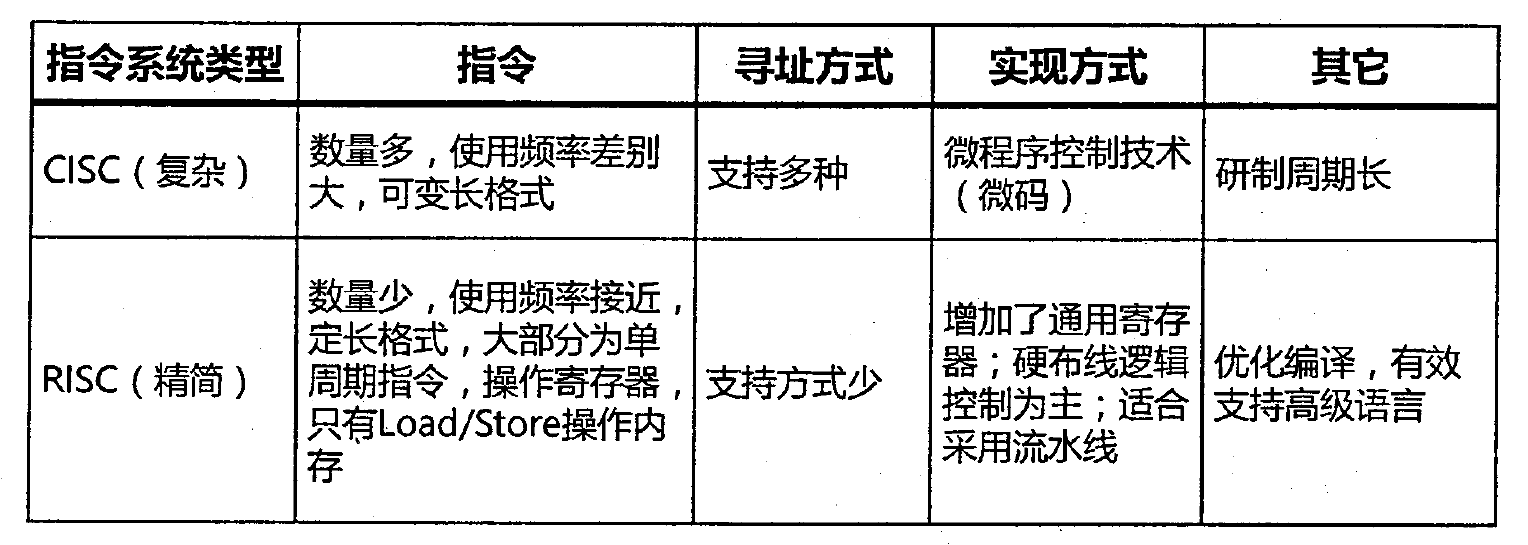 指令系统类型
指令
寻址方式
实现方式
其它
CISC（复杂）
数量多，使用频率差别
大，可变长格式
支持多种
微程序控制技术
（微码）
研制周期长
RISC（精简）
数量少，使用频率接近，
定长格式，大部分为单
周期指令，操作寄存器，
只有Load/Store操作内
存
支持方式少
增加了通用寄存
器；硬布线逻辑
控制为主；适合
采用流水线
优化编译，有效
支持高级语言